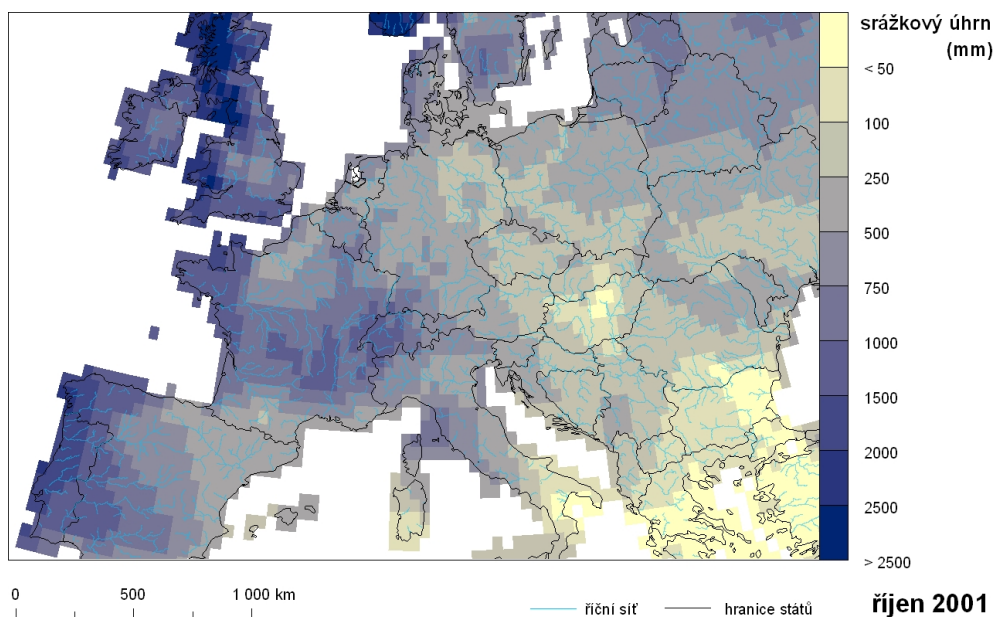 srážkový úhrn
(mm)
< 50
100
250
500
750
1000
1500
2000
2500
> 2500
0 500 1 000 km
říční síť hranice států
říjen 2001